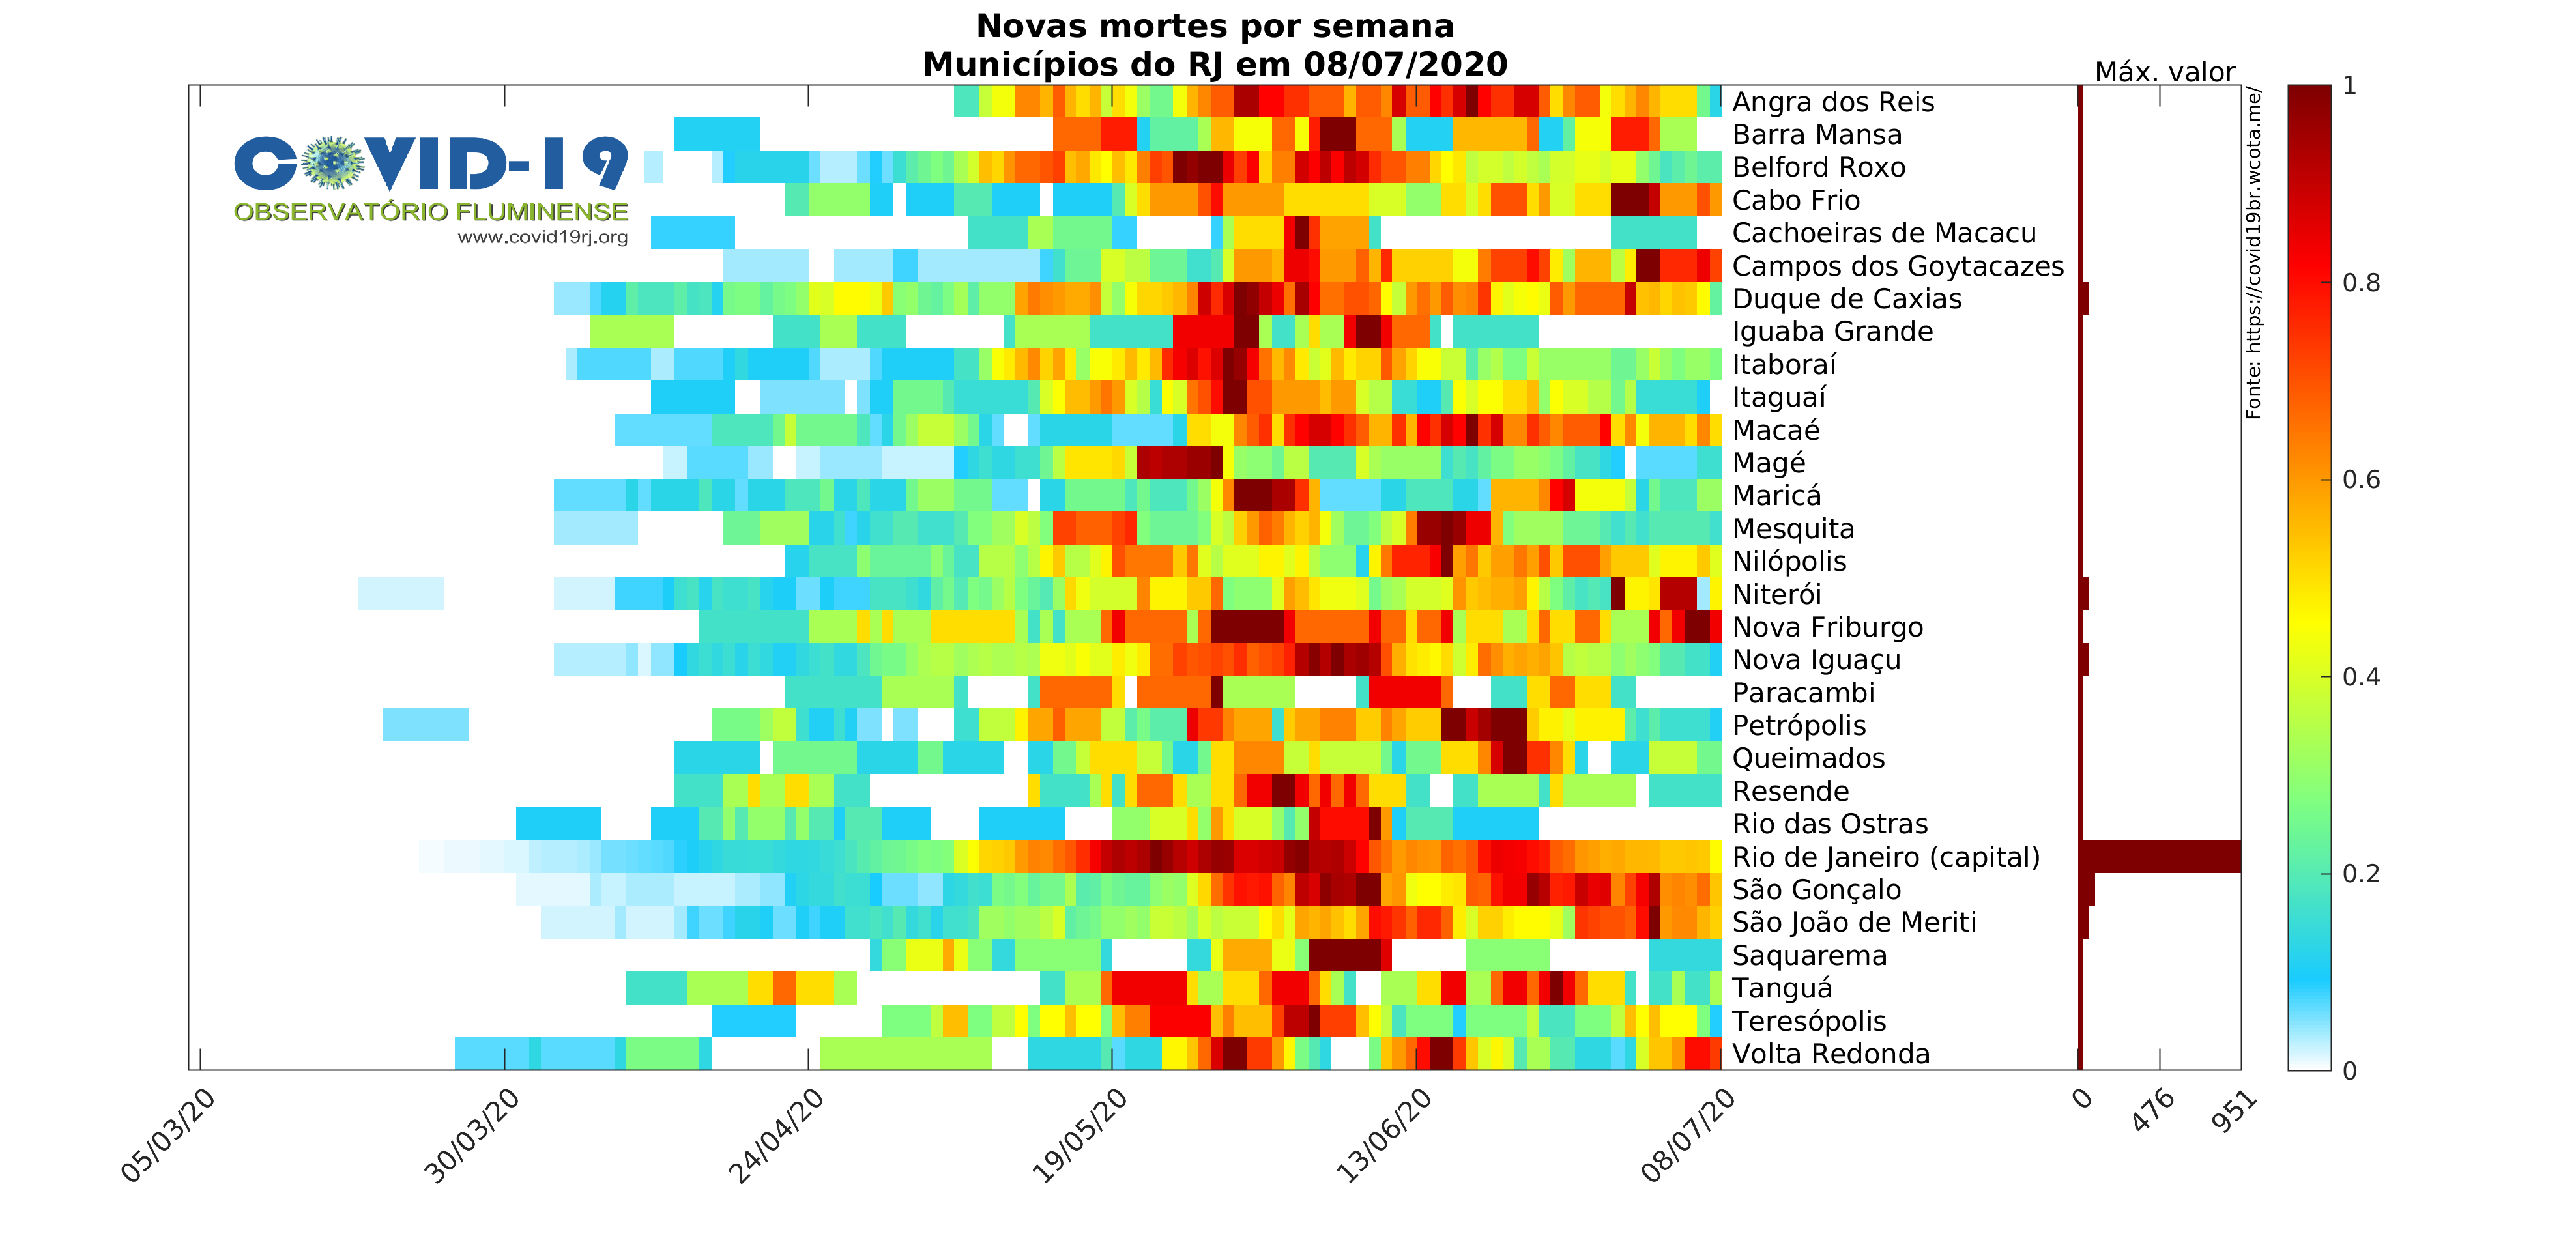 Novas mortes por semana
Municípios do RJ em 08/07/2020
Máx. valor
COVID-19
OBSERVATÓRIO FLUMINENSE
www.covid19rj.org
Angra dos Reis
Barra Mansa
Belford Roxo
Cabo Frio
Cachoeiras de Macacu
Campos dos Goytacazes
Duque de Caxias
Iguaba Grande
Itaboraí
Itaguaí
Macaé
Magé
Maricá
Mesquita
Nilópolis
Niterói
Nova Friburgo
Nova Iguaçu
Paracambi
Petrópolis
Queimados
Resende
Rio das Ostras
Rio de Janeiro (capital)
São Gonçalo
São João de Meriti
Saquarema
Tanguá
Teresópolis
Volta Redonda
Fonte: https://covid19br.wcota.me/
1
0.8
0.6
0.4
0.2
0
05/03/20
30/03/20
24/04/20
19/05/20
13/06/20
08/07/20
0
476
951